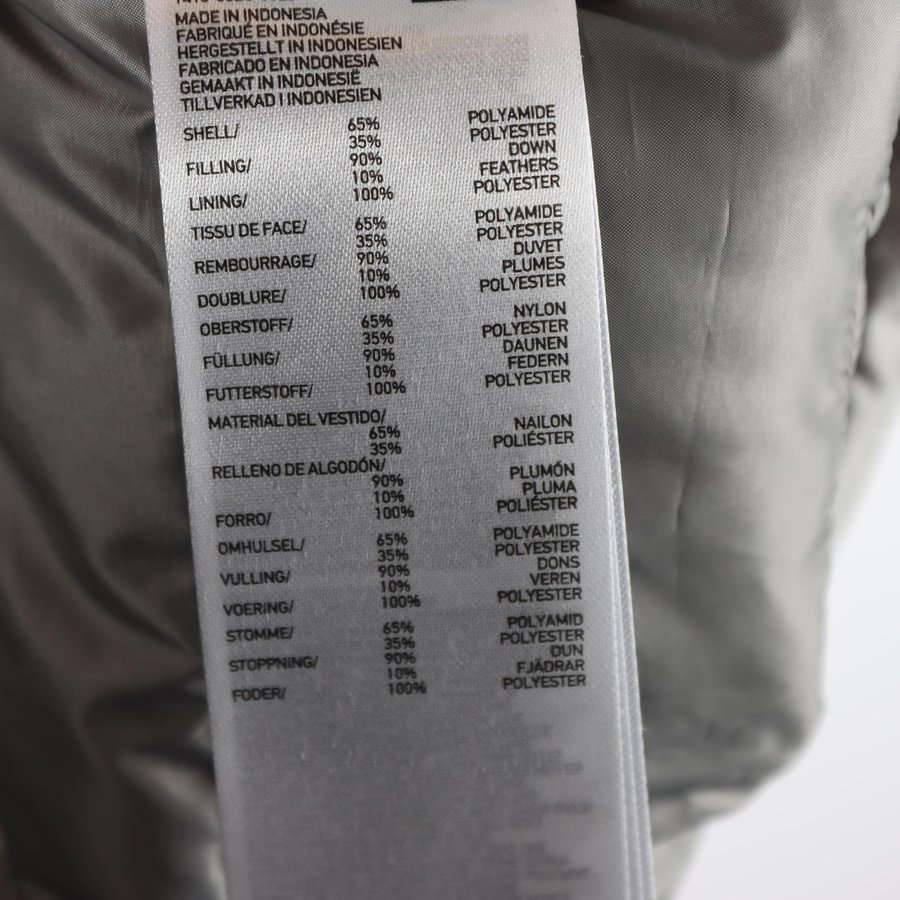 MADE IN INDONESIA
FABRIQUÉ EN INDONÉSIE
HERGESTELLT IN INDONESIEN
FABRICADO EN INDONESIA
GEMAAKT IN INDONESIË
TILLVERKAD I INDONESIEN
SHELL/ 65% POLYAMIDE
35% POLYESTER
FILLING/ 90% DOWN
10% FEATHERS
LINING/ 100% POLYESTER
TISSU DE FACE/ 65% POLYAMIDE
35% POLYESTER
REMBOURRAGE/ 90% DUVET
10% PLUMES
DOUBLURE/ 100% POLYESTER
OBERSTOFF/ 65% NYLON
35% POLYESTER
FÜLLUNG/ 90% DAUNEN
10% FEDERN
FUTTERSTOFF/ 100% POLYESTER
MATERIAL DEL VESTIDO/
65% NAILON
35% POLIÉSTER
RELLENO DE ALGODÓN/
90% PLUMÓN
10% PLUMA
FORRO/ 100% POLIÉSTER
OMHULSEL/ 65% POLYAMIDE
35% POLYESTER
VULLING/ 90% DONS
10% VEREN
VOERING/ 100% POLYESTER
STOMME/ 65% POLYAMID
35% POLYESTER
STOPPNING/ 90% DUN
10% FJÄDRAR
FODER/ 100% POLYESTER